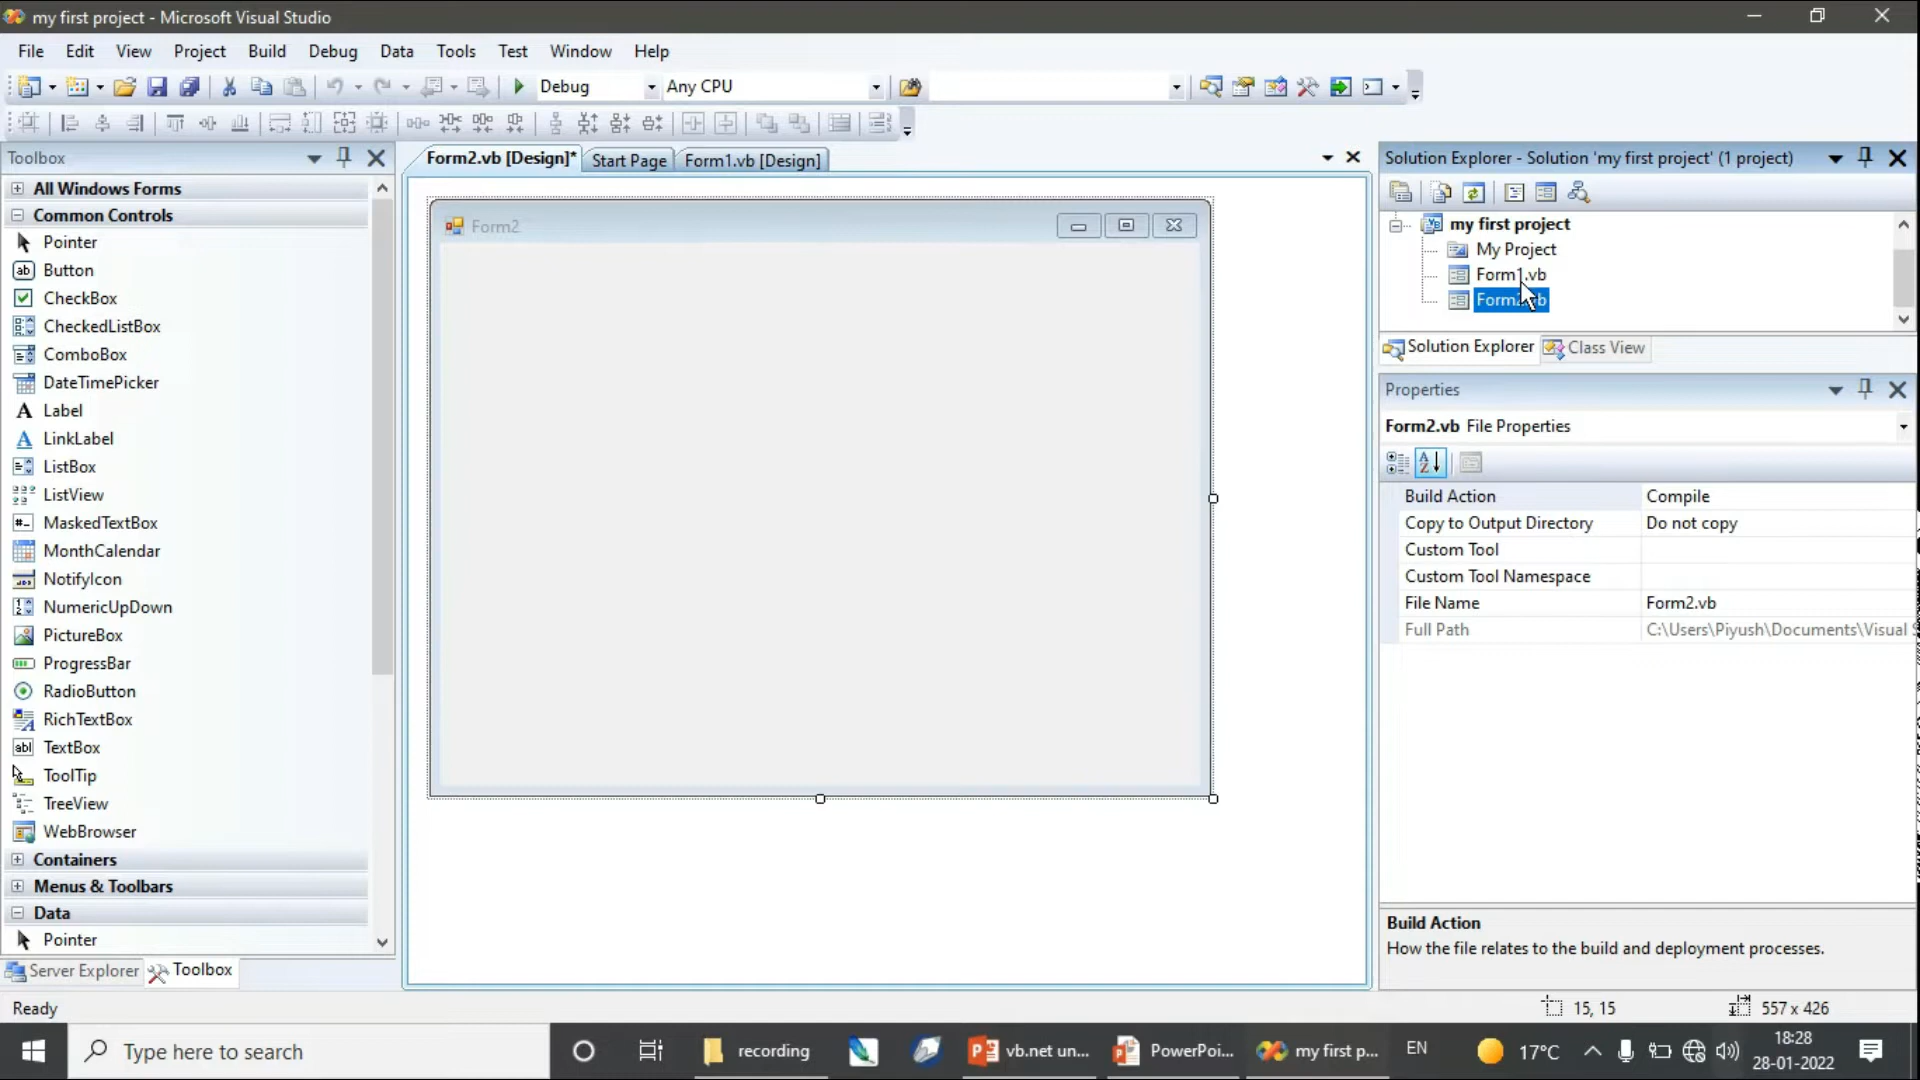 my first project - Microsoft Visual Studio
File Edit View Project Build Debug Data Tools Test Window Help
Debug Any CPU
Toolbox
All Windows Forms
Common Controls
Pointer
Button
CheckBox
CheckedListBox
ComboBox
DateTimePicker
Label
LinkLabel
ListBox
ListView
MaskedTextBox
MonthCalendar
NotifyIcon
NumericUpDown
PictureBox
ProgressBar
RadioButton
RichTextBox
TextBox
ToolTip
TreeView
WebBrowser
Containers
Menus & Toolbars
Data
Pointer
Server Explorer Toolbox
Form2.vb [Design]* Start Page Form1.vb [Design]
Form2
Solution Explorer - Solution 'my first project' (1 project)
my first project
My Project
Form1.vb
Form2.vb
Solution Explorer Class View
Properties
Form2.vb File Properties
Build Action Compile
Copy to Output Directory Do not copy
Custom Tool
Custom Tool Namespace
File Name Form2.vb
Full Path C:\Users\Piyush\Documents\Visual S
Build Action
How the file relates to the build and deployment processes.
Ready 15, 15 557 x 426
Type here to search recording vb.net un... PowerPoi... my first p... EN 17°C 18:28
28-01-2022